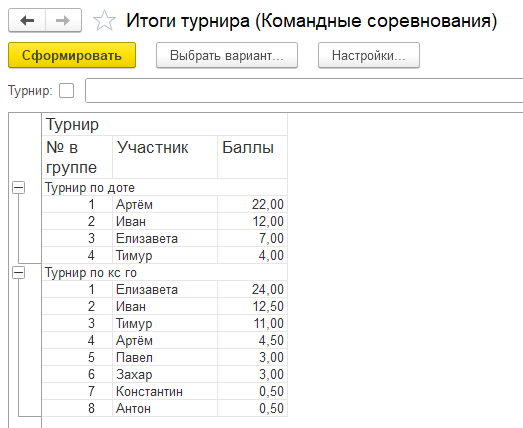 Итоги турнира (Командные соревнования)
Сформировать Выбрать вариант... Настройки...
Турнир:
Турнир
№ в группе Участник Баллы
Турнир по доте
1 Артём 22,00
2 Иван 12,00
3 Елизавета 7,00
4 Тимур 4,00
Турнир по кс го
1 Елизавета 24,00
2 Иван 12,50
3 Тимур 11,00
4 Артём 4,50
5 Павел 3,00
6 Захар 3,00
7 Константин 0,50
8 Антон 0,50